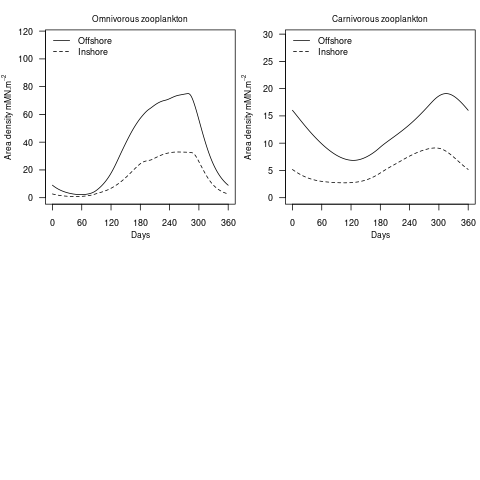 Omnivorous zooplankton
Offshore
Inshore
120
100
80
60
40
20
0
Area density mMN.m⁻²
0 60 120 180 240 300 360
Days
Carnivorous zooplankton
Offshore
Inshore
30
25
20
15
10
5
0
Area density mMN.m⁻²
0 60 120 180 240 300 360
Days